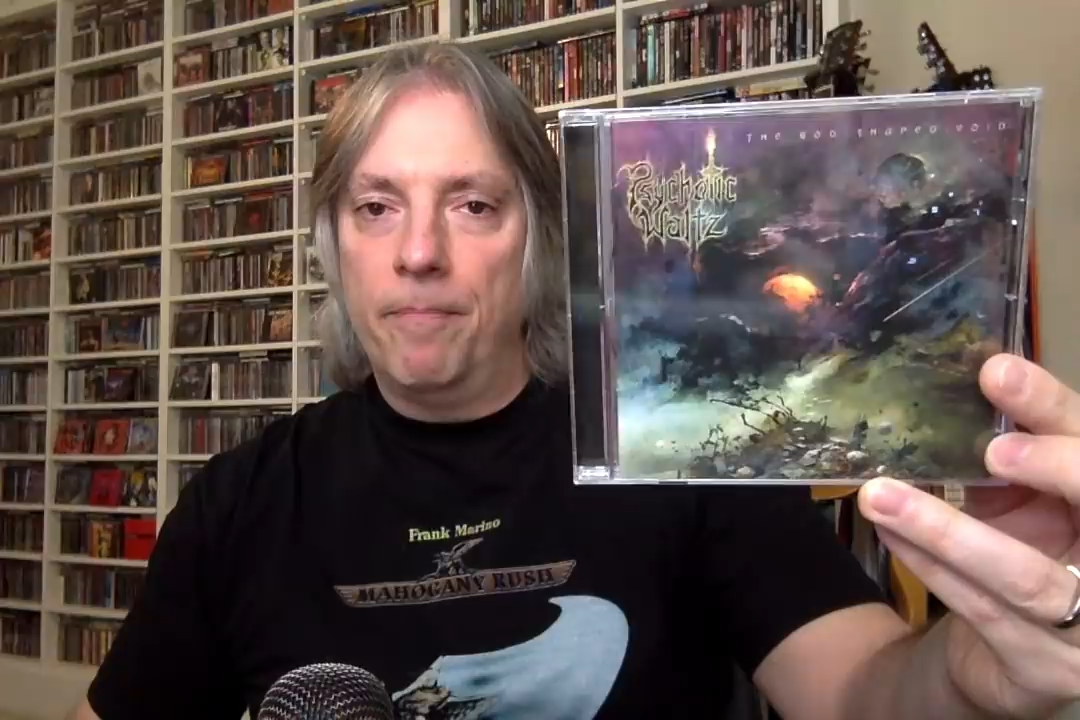 THE GOD SHAPED VOID
Psychotic
Waltz
Frank Marino
MAHOGANY RUSH